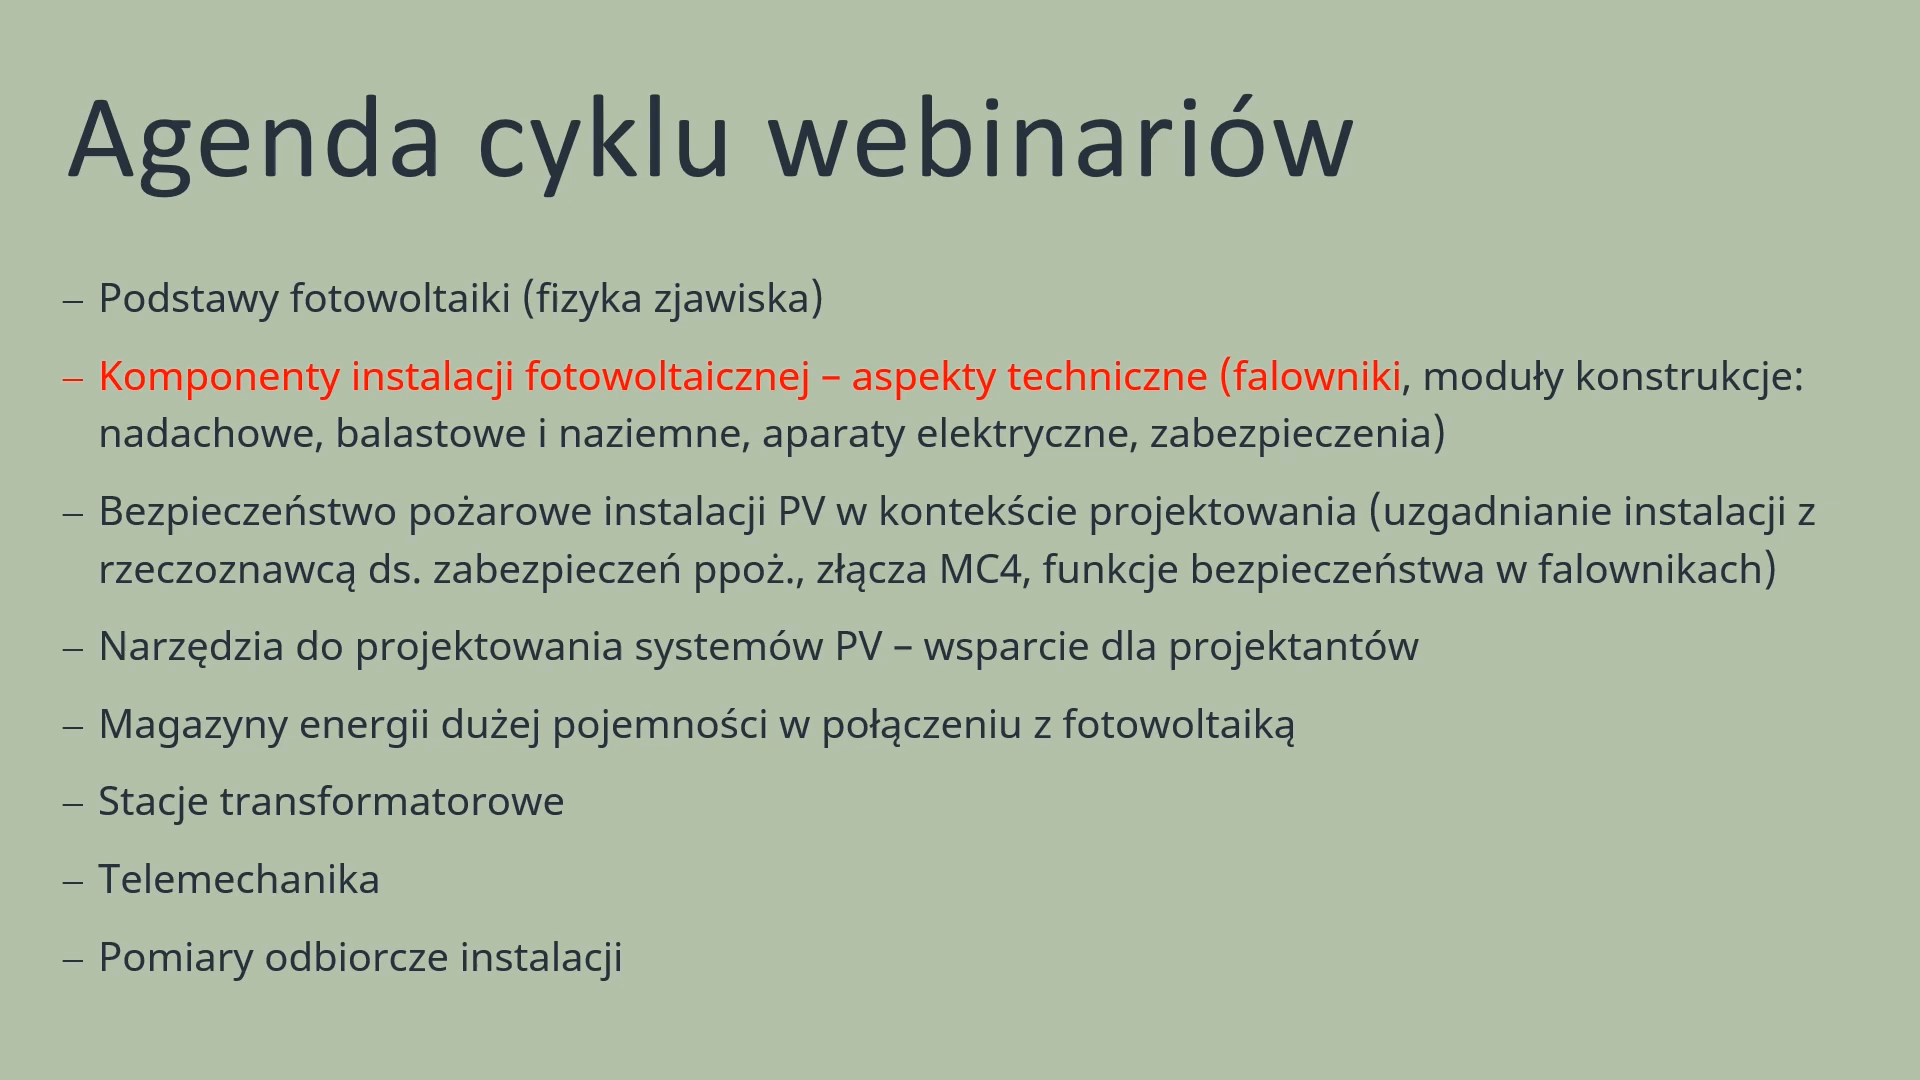 Agenda cyklu webinariów
– Podstawy fotowoltaiki (fizyka zjawiska)
– Komponenty instalacji fotowoltaicznej – aspekty techniczne (falowniki, moduły konstrukcje:
nadachowe, balastowe i naziemne, aparaty elektryczne, zabezpieczenia)
– Bezpieczeństwo pożarowe instalacji PV w kontekście projektowania (uzgadnianie instalacji z
rzeczoznawcą ds. zabezpieczeń ppoż., złącza MC4, funkcje bezpieczeństwa w falownikach)
– Narzędzia do projektowania systemów PV – wsparcie dla projektantów
– Magazyny energii dużej pojemności w połączeniu z fotowoltaiką
– Stacje transformatorowe
– Telemechanika
– Pomiary odbiorcze instalacji